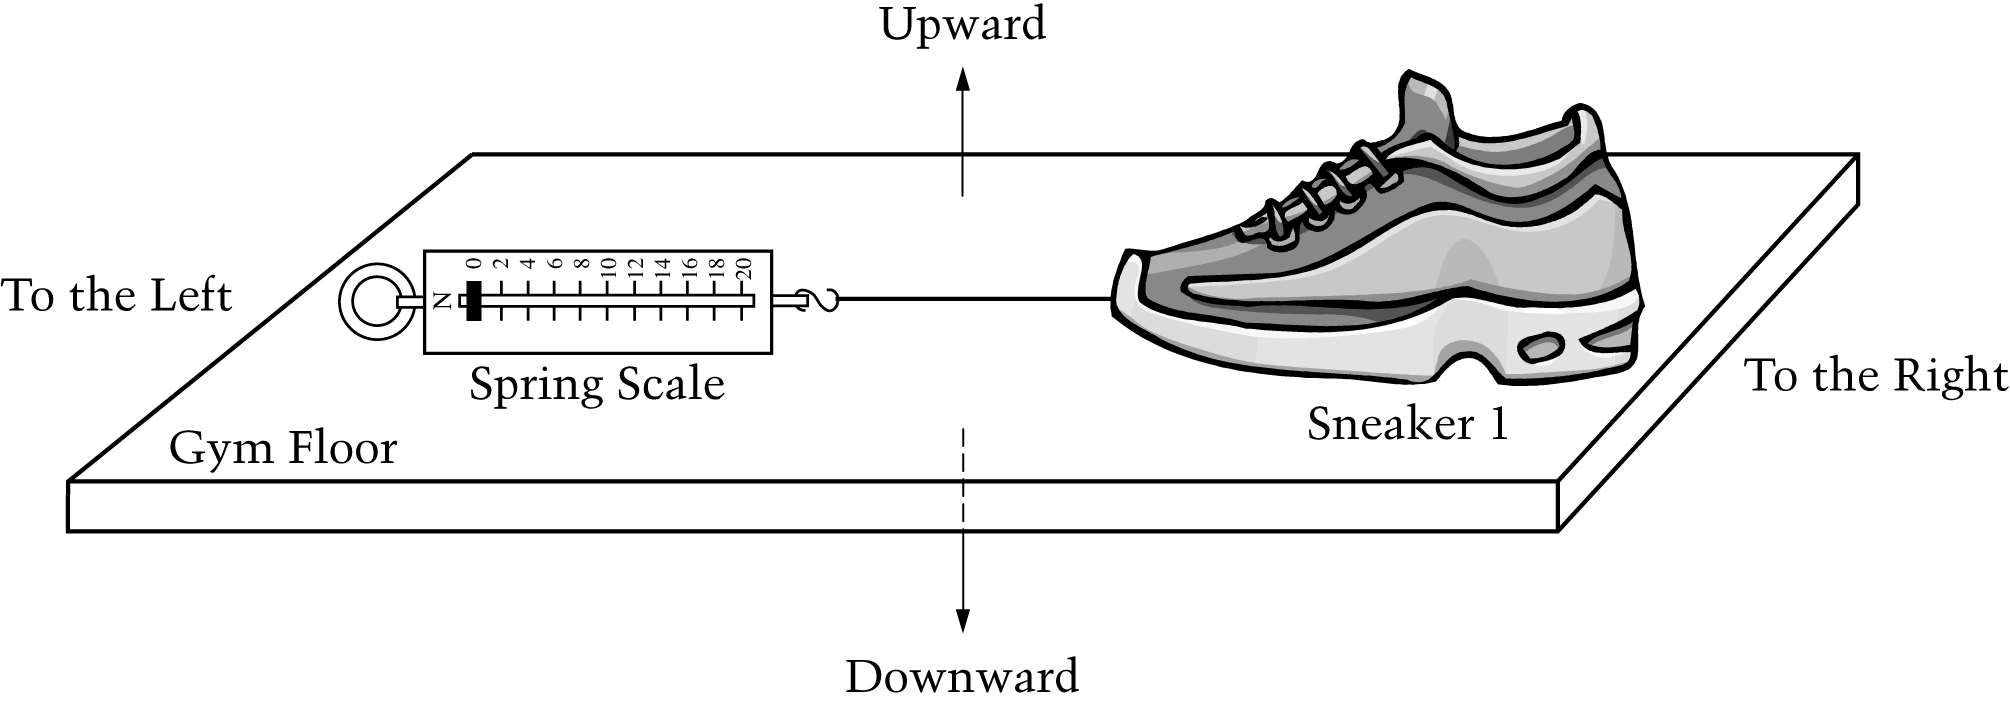 Upward
To the Left
N 0 2 4 6 8 10 12 14 16 18 20
Spring Scale
To the Right
Sneaker 1
Gym Floor
Downward